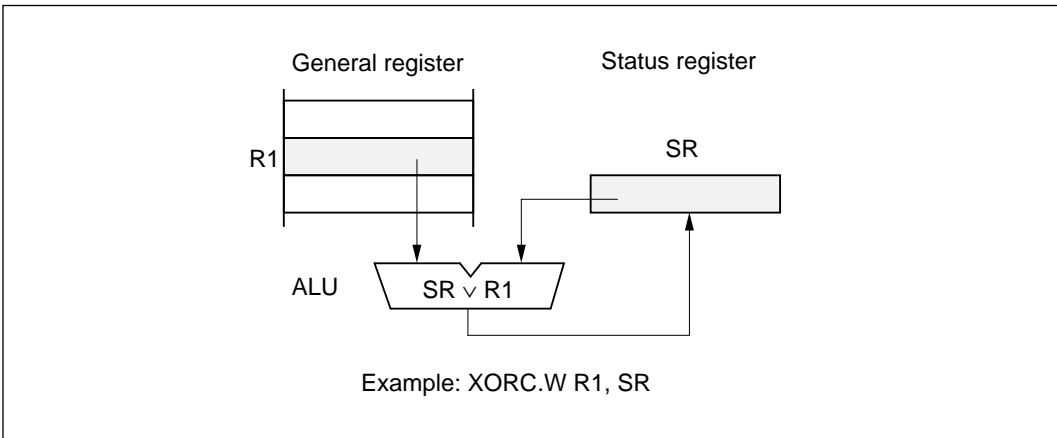 General register
Status register
R1
SR
ALU
SR ∨ R1
Example: XORC.W R1, SR